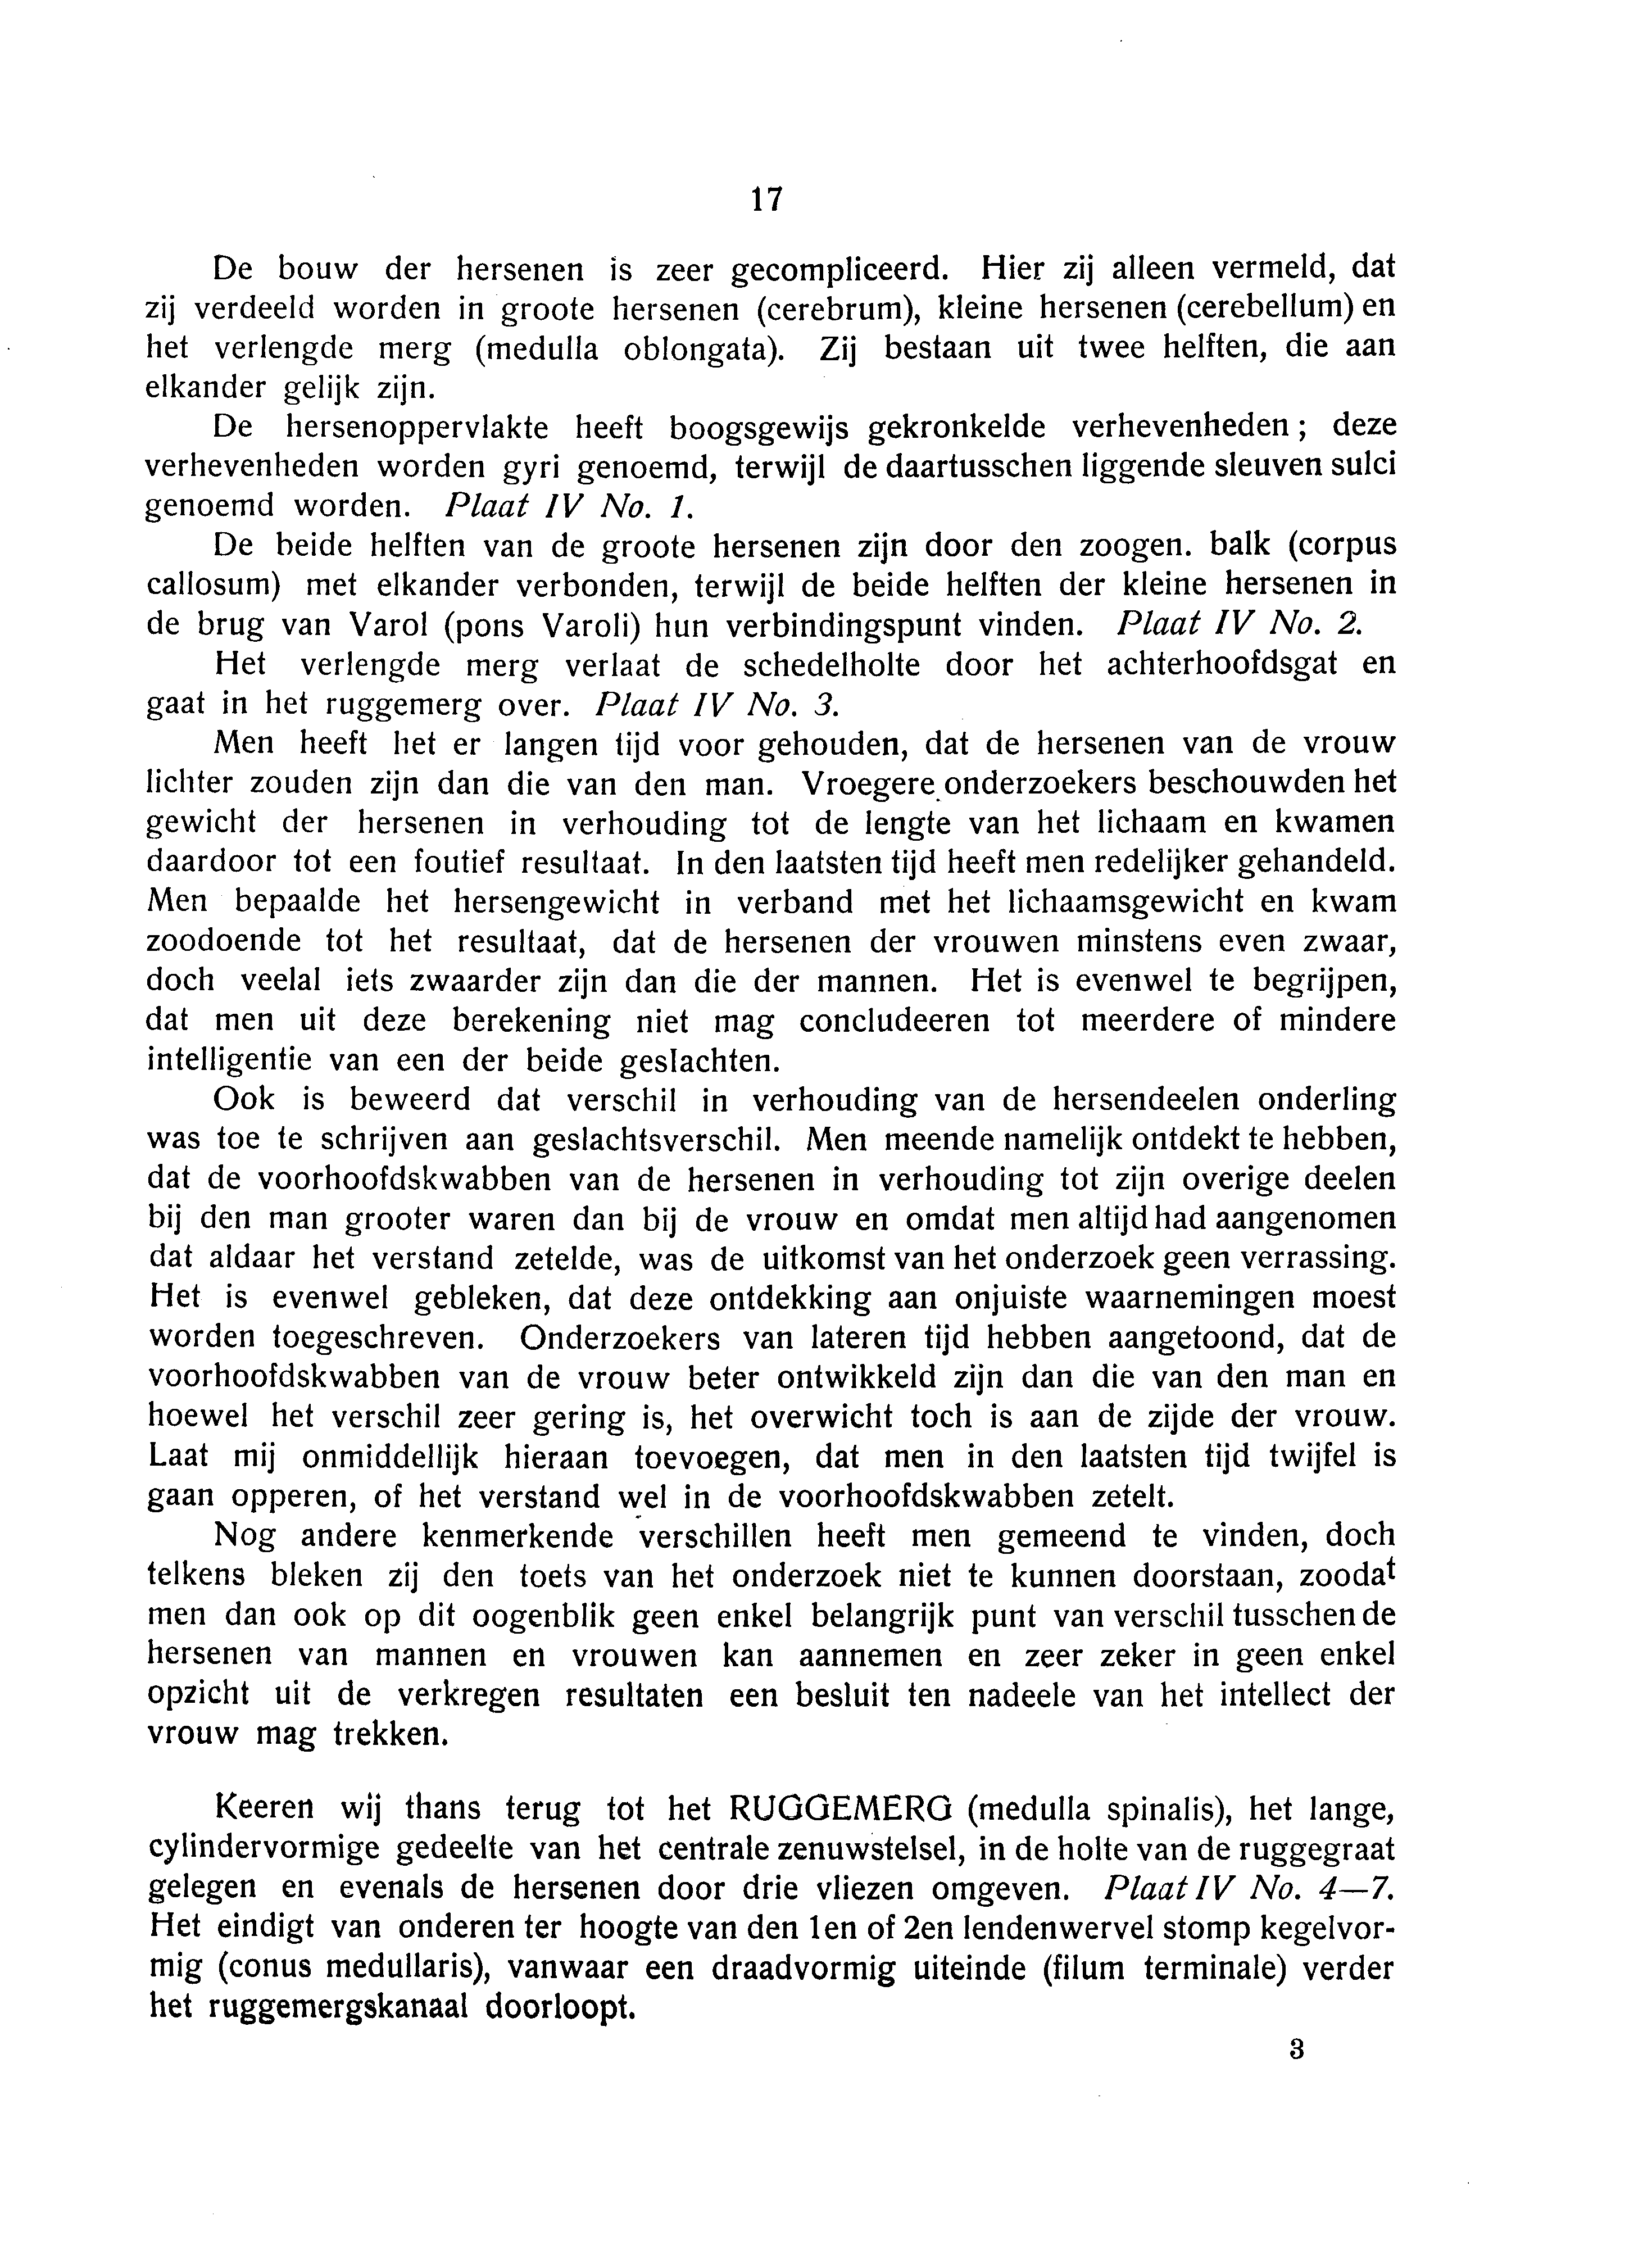 17
De bouw der hersenen is zeer gecompliceerd. Hier zij alleen vermeld, dat
zij verdeeld worden in groote hersenen (cerebrum), kleine hersenen (cerebellum) en
het verlengde merg (medulla oblongata). Zij bestaan uit twee helften, die aan
elkander gelijk zijn.
De hersenoppervlakte heeft boogsgewijs gekronkelde verhevenheden; deze
verhevenheden worden gyri genoemd, terwijl de daartusschen liggende sleuven sulci
genoemd worden. Plaat IV No. 1.
De beide helften van de groote hersenen zijn door den zoogen. balk (corpus
callosum) met elkander verbonden, terwijl de beide helften der kleine hersenen in
de brug van Varol (pons Varoli) hun verbindingspunt vinden. Plaat IV No. 2.
Het verlengde merg verlaat de schedelholte door het achterhoofdsgat en
gaat in het ruggemerg over. Plaat IV No. 3.
Men heeft het er langen tijd voor gehouden, dat de hersenen van de vrouw
lichter zouden zijn dan die van den man. Vroegere onderzoekers beschouwden het
gewicht der hersenen in verhouding tot de lengte van het lichaam en kwamen
daardoor tot een foutief resultaat. In den laatsten tijd heeft men redelijker gehandeld.
Men bepaalde het hersengewicht in verband met het lichaamsgewicht en kwam
zoodoende tot het resultaat, dat de hersenen der vrouwen minstens even zwaar,
doch veelal iets zwaarder zijn dan die der mannen. Het is evenwel te begrijpen,
dat men uit deze berekening niet mag concludeeren tot meerdere of mindere
intelligentie van een der beide geslachten.
Ook is beweerd dat verschil in verhouding van de hersendeelen onderling
was toe te schrijven aan geslachtsverschil. Men meende namelijk ontdekt te hebben,
dat de voorhoofdskwabben van de hersenen in verhouding tot zijn overige deelen
bij den man grooter waren dan bij de vrouw en omdat men altijd had aangenomen
dat aldaar het verstand zetelde, was de uitkomst van het onderzoek geen verrassing.
Het is evenwel gebleken, dat deze ontdekking aan onjuiste waarnemingen moest
worden toegeschreven. Onderzoekers van lateren tijd hebben aangetoond, dat de
voorhoofdskwabben van de vrouw beter ontwikkeld zijn dan die van den man en
hoewel het verschil zeer gering is, het overwicht toch is aan de zijde der vrouw.
Laat mij onmiddellijk hieraan toevoegen, dat men in den laatsten tijd twijfel is
gaan opperen, of het verstand wel in de voorhoofdskwabben zetelt.
Nog andere kenmerkende verschillen heeft men gemeend te vinden, doch
telkens bleken zij den toets van het onderzoek niet te kunnen doorstaan, zoodat
men dan ook op dit oogenblik geen enkel belangrijk punt van verschil tusschen de
hersenen van mannen en vrouwen kan aannemen en zeer zeker in geen enkel
opzicht uit de verkregen resultaten een besluit ten nadeele van het intellect der
vrouw mag trekken.
Keeren wij thans terug tot het RUGGEMERG (medulla spinalis), het lange,
cylindervormige gedeelte van het centrale zenuwstelsel, in de holte van de ruggegraat
gelegen en evenals de hersenen door drie vliezen omgeven. Plaat IV No. 4—7.
Het eindigt van onderen ter hoogte van den 1en of 2en lendenwervel stomp kegelvor-
mig (conus medullaris), vanwaar een draadvormig uiteinde (filum terminale) verder
het ruggemergskanaal doorloopt.
3